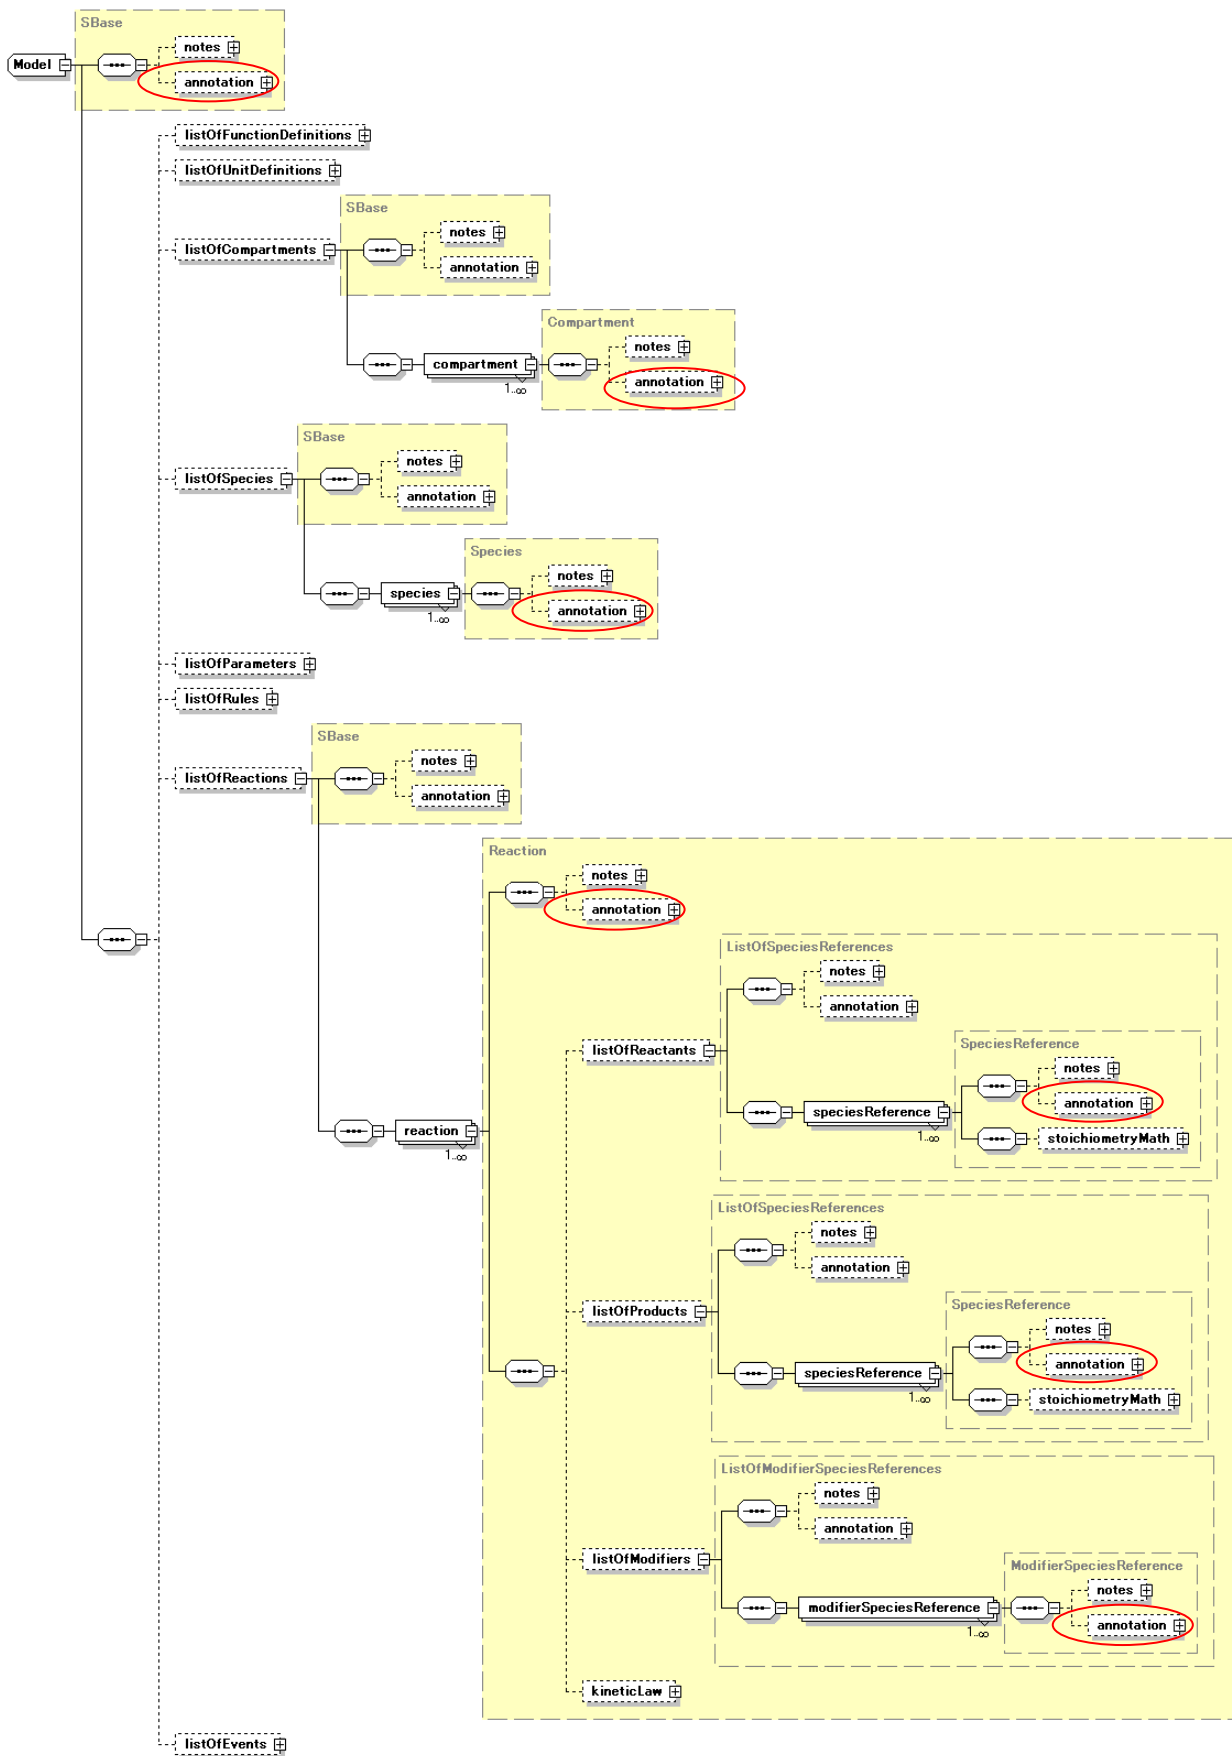 SBase
notes
Model
annotation
listOfFunctionDefinitions
listOfUnitDefinitions
SBase
notes
listOfCompartments
annotation
Compartment
notes
compartment
annotation
1..∞
SBase
notes
listOfSpecies
annotation
Species
notes
species
annotation
1..∞
listOfParameters
listOfRules
SBase
notes
listOfReactions
annotation
Reaction
notes
annotation
ListOfSpeciesReferences
notes
annotation
listOfReactants
SpeciesReference
notes
annotation
speciesReference
1..∞
stoichiometryMath
reaction
1..∞
ListOfSpeciesReferences
notes
annotation
listOfProducts
SpeciesReference
notes
annotation
speciesReference
1..∞
stoichiometryMath
ListOfModifierSpeciesReferences
notes
annotation
listOfModifiers
ModifierSpeciesReference
notes
modifierSpeciesReference
annotation
1..∞
kineticLaw
listOfEvents